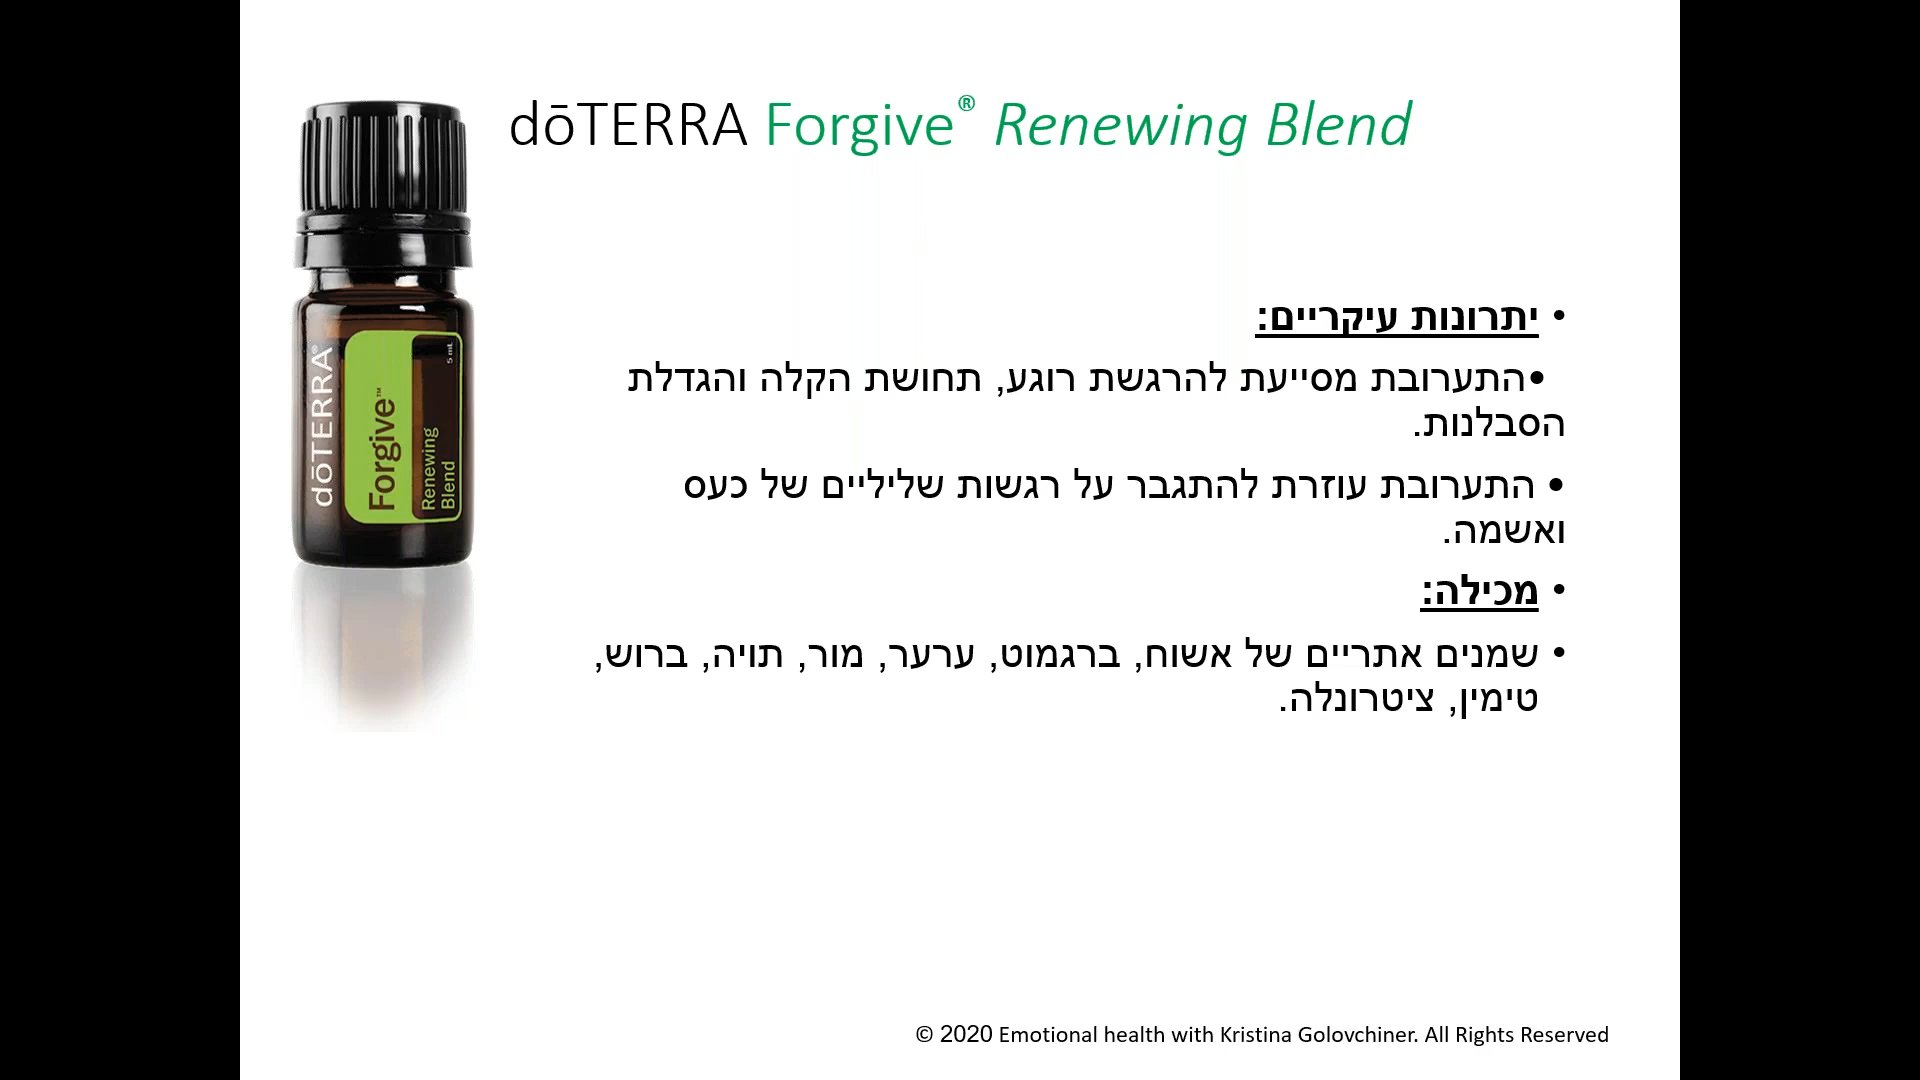 dōTERRA Forgive® Renewing Blend
• יתרונות עיקריים:
•התערובת מסייעת להרגשת רוגע, תחושת הקלה והגדלת
הסבלנות.
• התערובת עוזרת להתגבר על רגשות שליליים של כעס
ואשמה.
• מכילה:
• שמנים אתריים של אשוח, ברגמוט, ערער, מור, תויה, ברוש,
טימין, ציטרונלה.
dōTERRA®
Forgive™
Renewing
Blend
5 mL
© 2020 Emotional health with Kristina Golovchiner. All Rights Reserved